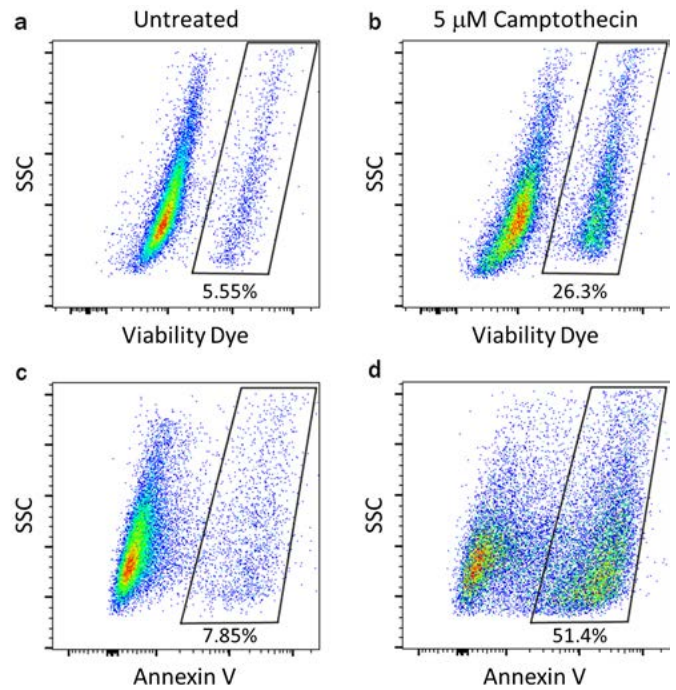 a Untreated
b 5 μM Camptothecin
SSC
5.55%
Viability Dye
SSC
26.3%
Viability Dye
c
SSC
7.85%
Annexin V
d
SSC
51.4%
Annexin V